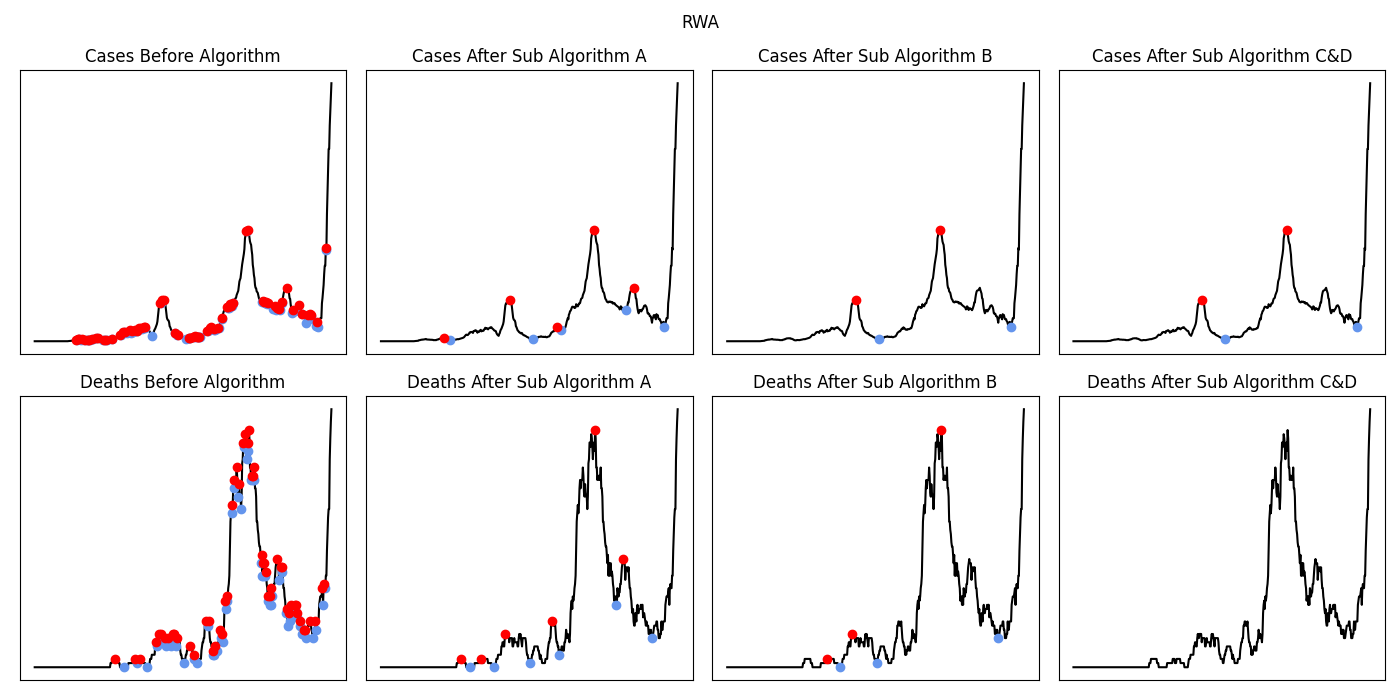 RWA
Cases Before Algorithm
Cases After Sub Algorithm A
Cases After Sub Algorithm B
Cases After Sub Algorithm C&D
Deaths Before Algorithm
Deaths After Sub Algorithm A
Deaths After Sub Algorithm B
Deaths After Sub Algorithm C&D